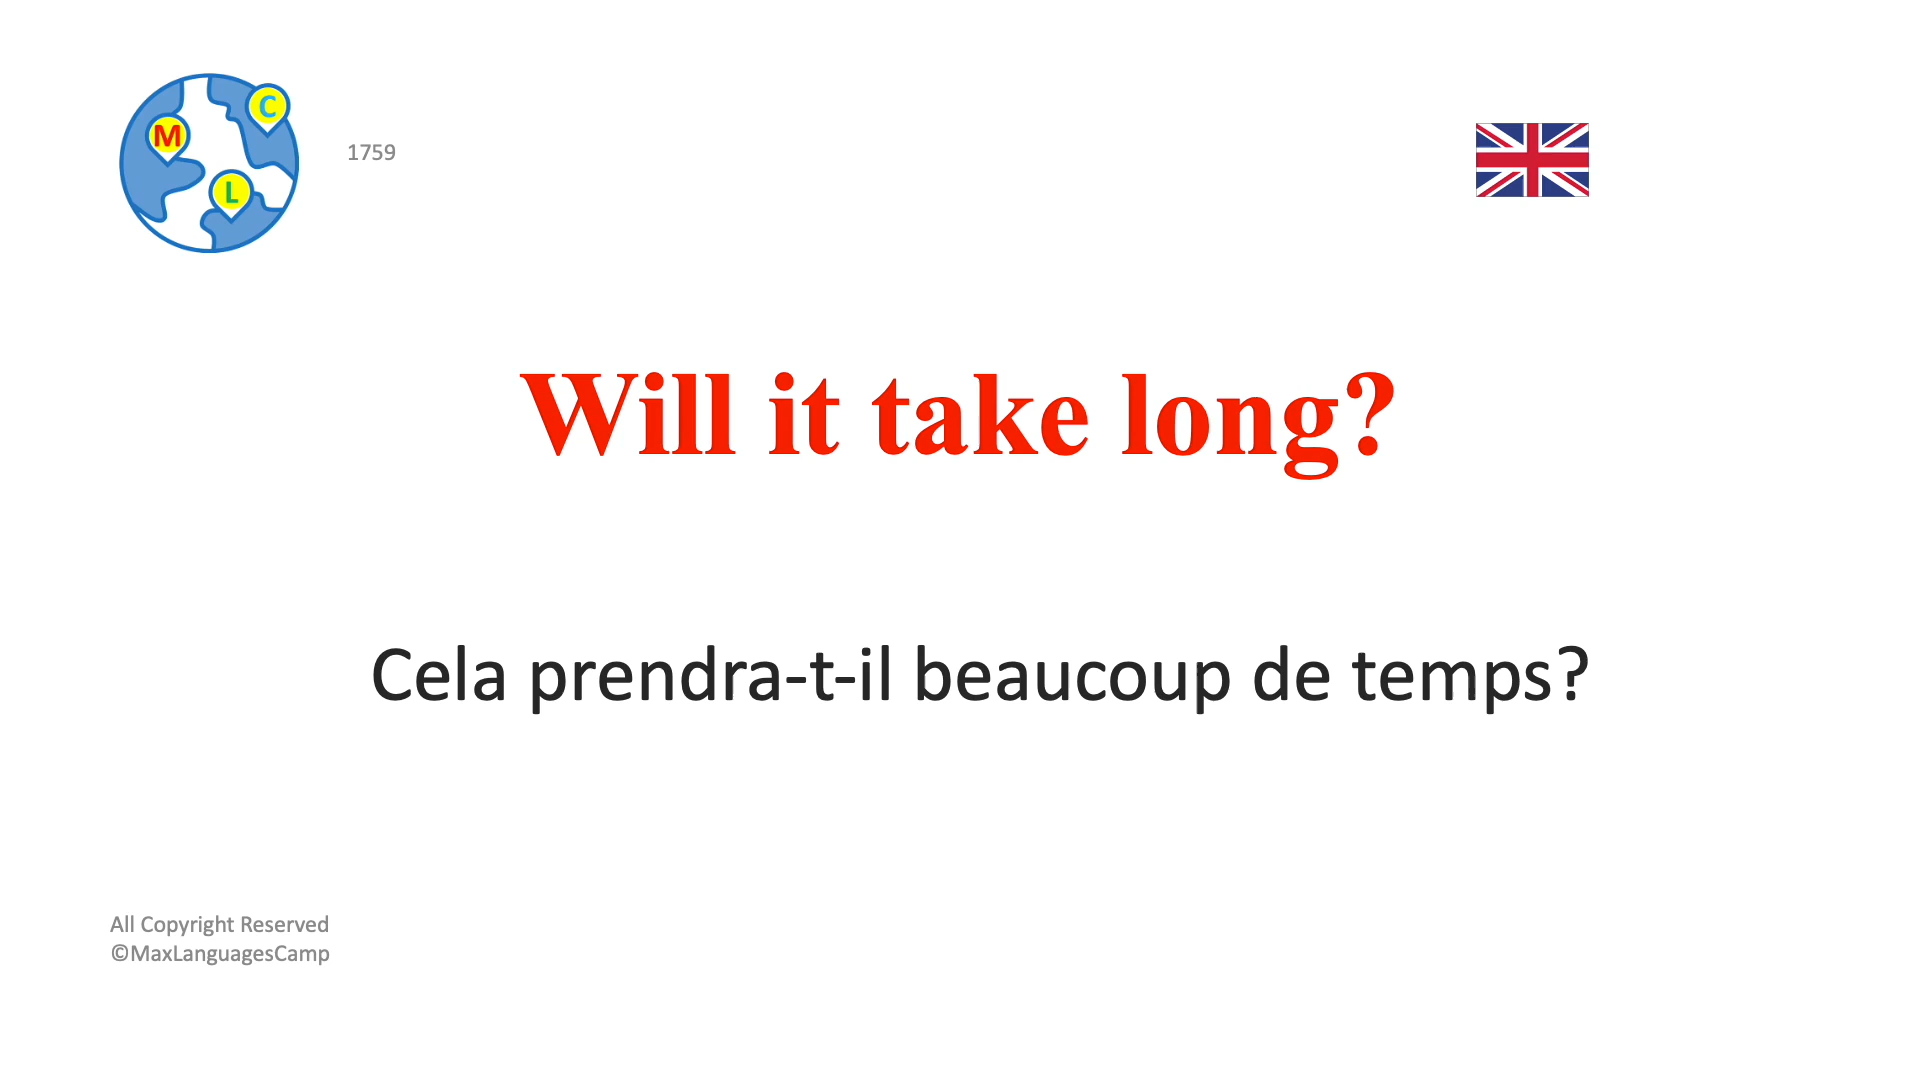 M
C
L
1759
Will it take long?
Cela prendra-t-il beaucoup de temps?
All Copyright Reserved
©MaxLanguagesCamp